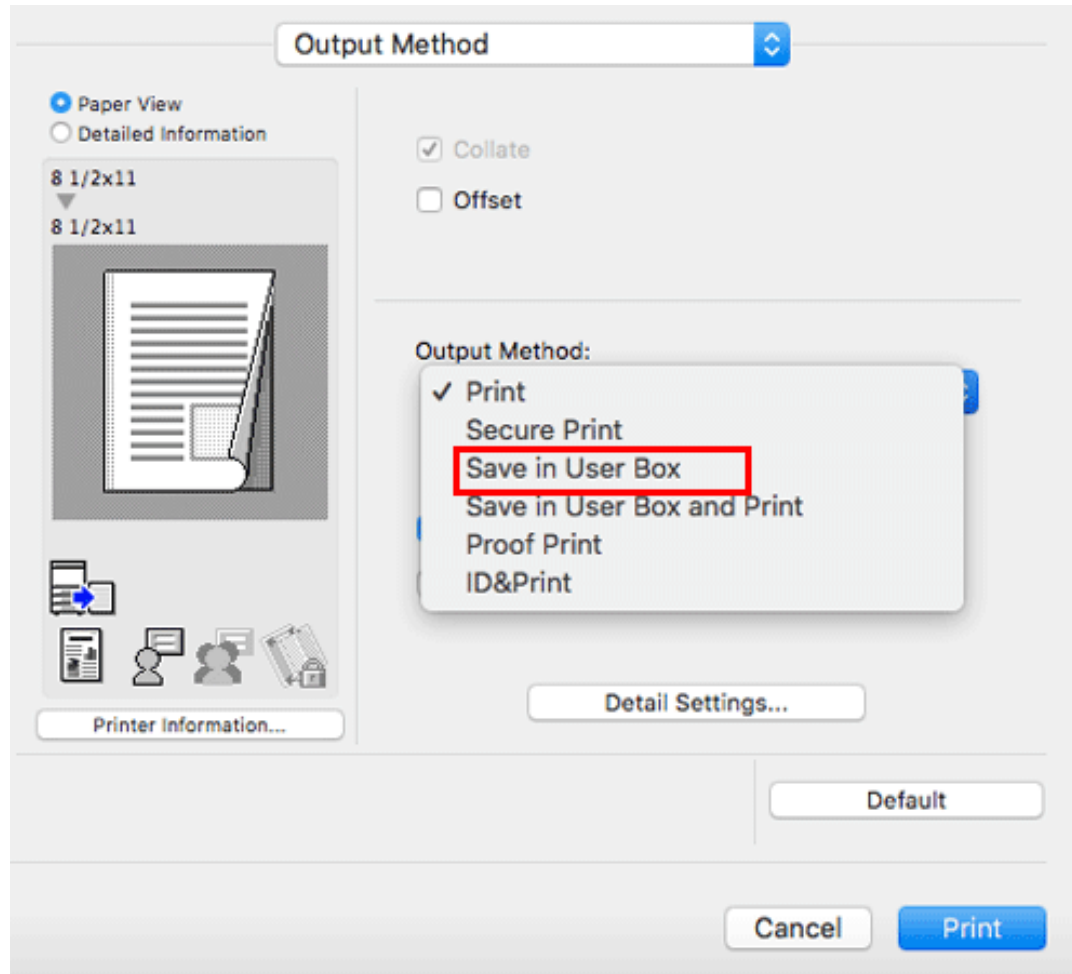 Output Method
Paper View
Detailed Information
8 1/2x11
8 1/2x11
Printer Information...
Collate
Offset
Output Method:
✓ Print
Secure Print
Save in User Box
Save in User Box and Print
Proof Print
ID&Print
Detail Settings...
Default
Cancel
Print